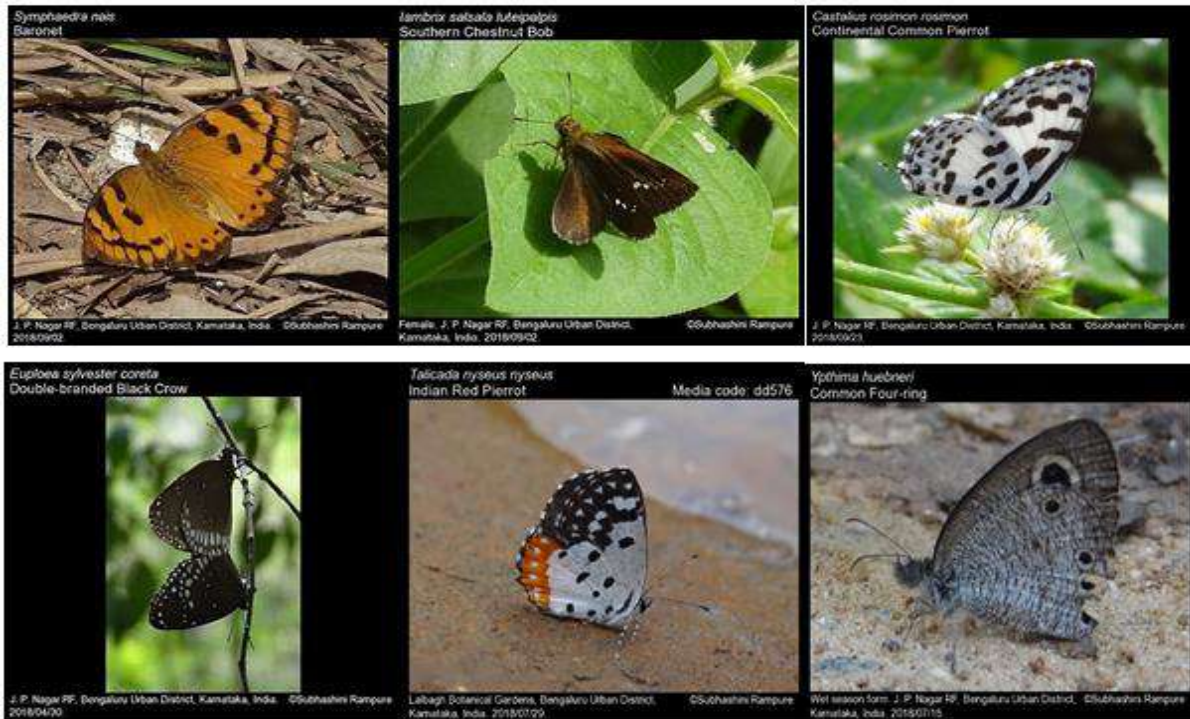 Symphaedra nais
Baronet
J. P. Nagar RF, Bengaluru Urban District, Karnataka, India. ©Subhashini Rampure
2018/09/02
Iambrix salsala luteipalpis
Southern Chestnut Bob
Female. J. P. Nagar RF, Bengaluru Urban District, ©Subhashini Rampure
Karnataka, India. 2018/09/02
Castalius rosimon rosimon
Continental Common Pierrot
J. P. Nagar RF, Bengaluru Urban District, Karnataka, India. ©Subhashini Rampure
2018/09/23
Euploea sylvester coreta
Double-branded Black Crow
J. P. Nagar RF, Bengaluru Urban District, Karnataka, India. ©Subhashini Rampure
2018/04/30
Talicada nyseus nyseus
Indian Red Pierrot Media code: dd576
Lalbagh Botanical Gardens, Bengaluru Urban District, ©Subhashini Rampure
Karnataka, India. 2018/07/29
Ypthima huebneri
Common Four-ring
Wet season form. J. P. Nagar RF, Bengaluru Urban District, ©Subhashini Rampure
Karnataka, India. 2018/07/15